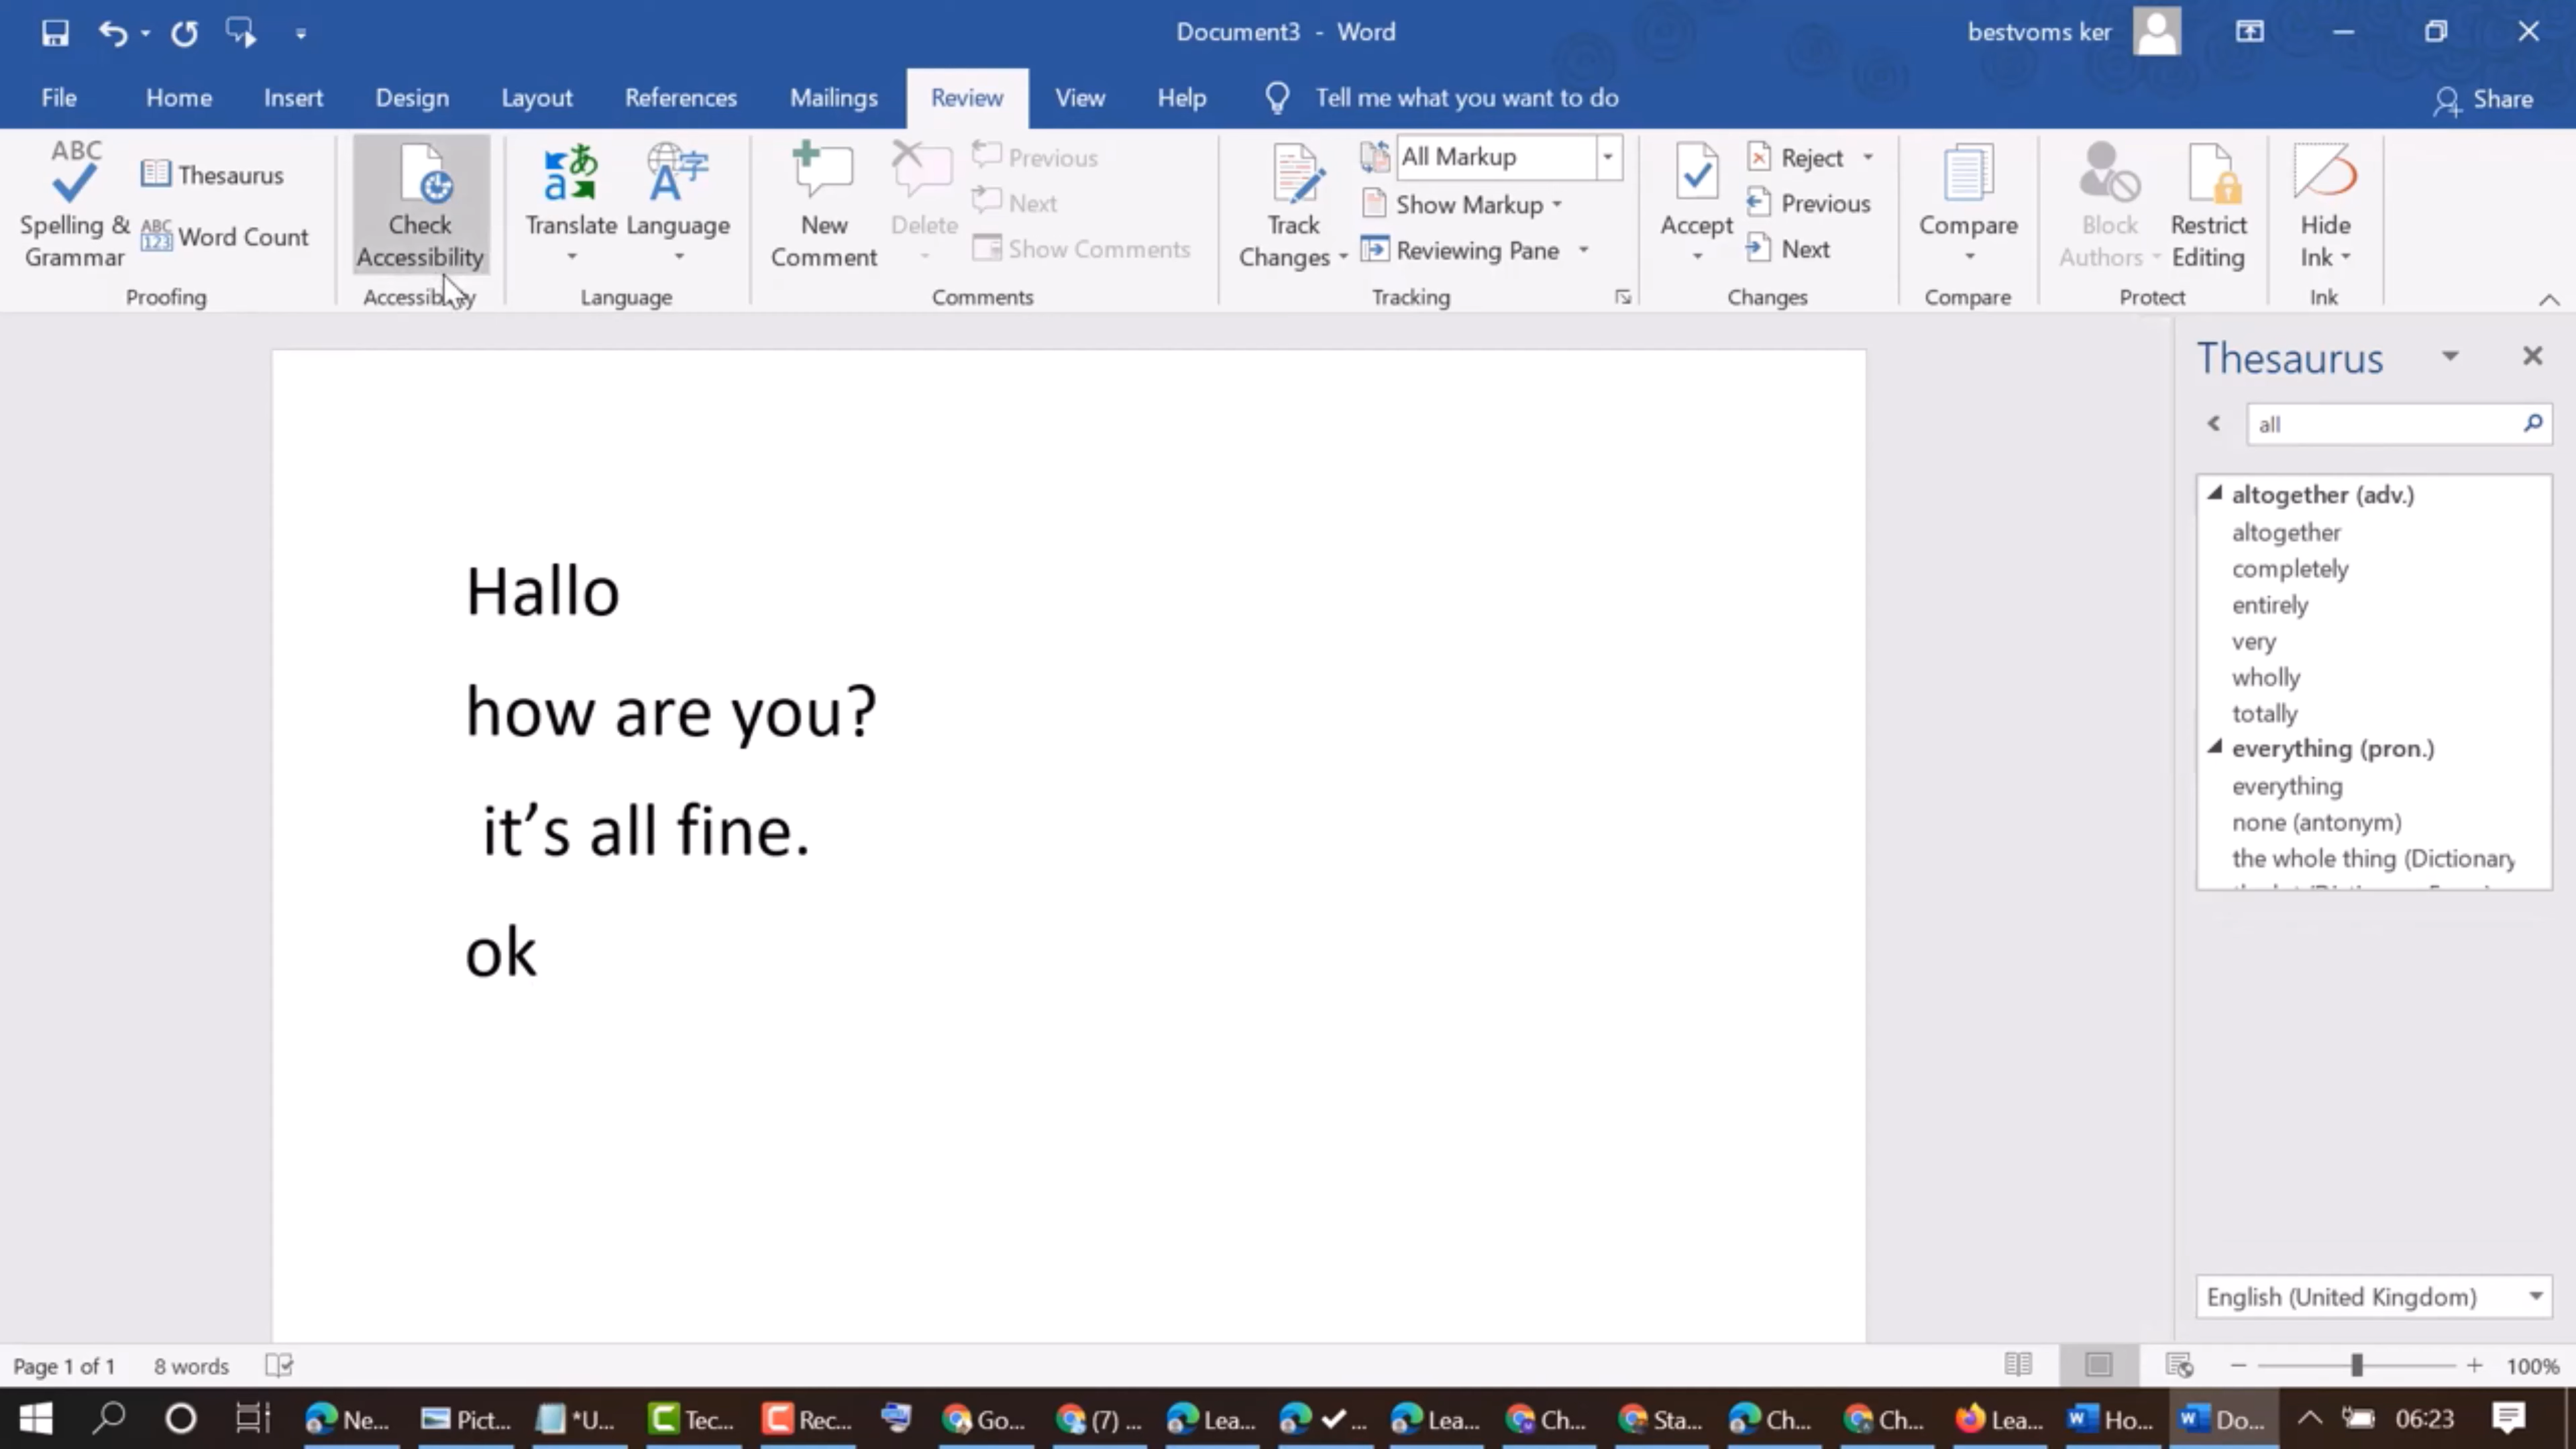 Document3 - Word
bestvoms ker
File Home Insert Design Layout References Mailings Review View Help Tell me what you want to do Share
ABC
Spelling & Grammar
Thesaurus
ABC 123 Word Count
Proofing
Check Accessibility
Accessibility
Translate
Language
Language
New Comment
Delete
Previous
Next
Show Comments
Comments
Track Changes
All Markup
Show Markup
Reviewing Pane
Tracking
Accept
Reject
Previous
Next
Changes
Compare
Compare
Block Authors
Restrict Editing
Protect
Hide Ink
Ink
Hallo
how are you?
it’s all fine.
ok
Thesaurus
all
altogether (adv.)
altogether
completely
entirely
very
wholly
totally
everything (pron.)
everything
none (antonym)
the whole thing (Dictionary
English (United Kingdom)
Page 1 of 1 8 words 100%
Ne... Pict... *U... Tec... Rec... Go... (7) ... Lea... ... Lea... Ch... Sta... Ch... Ch... Lea... Ho... Do... 06:23